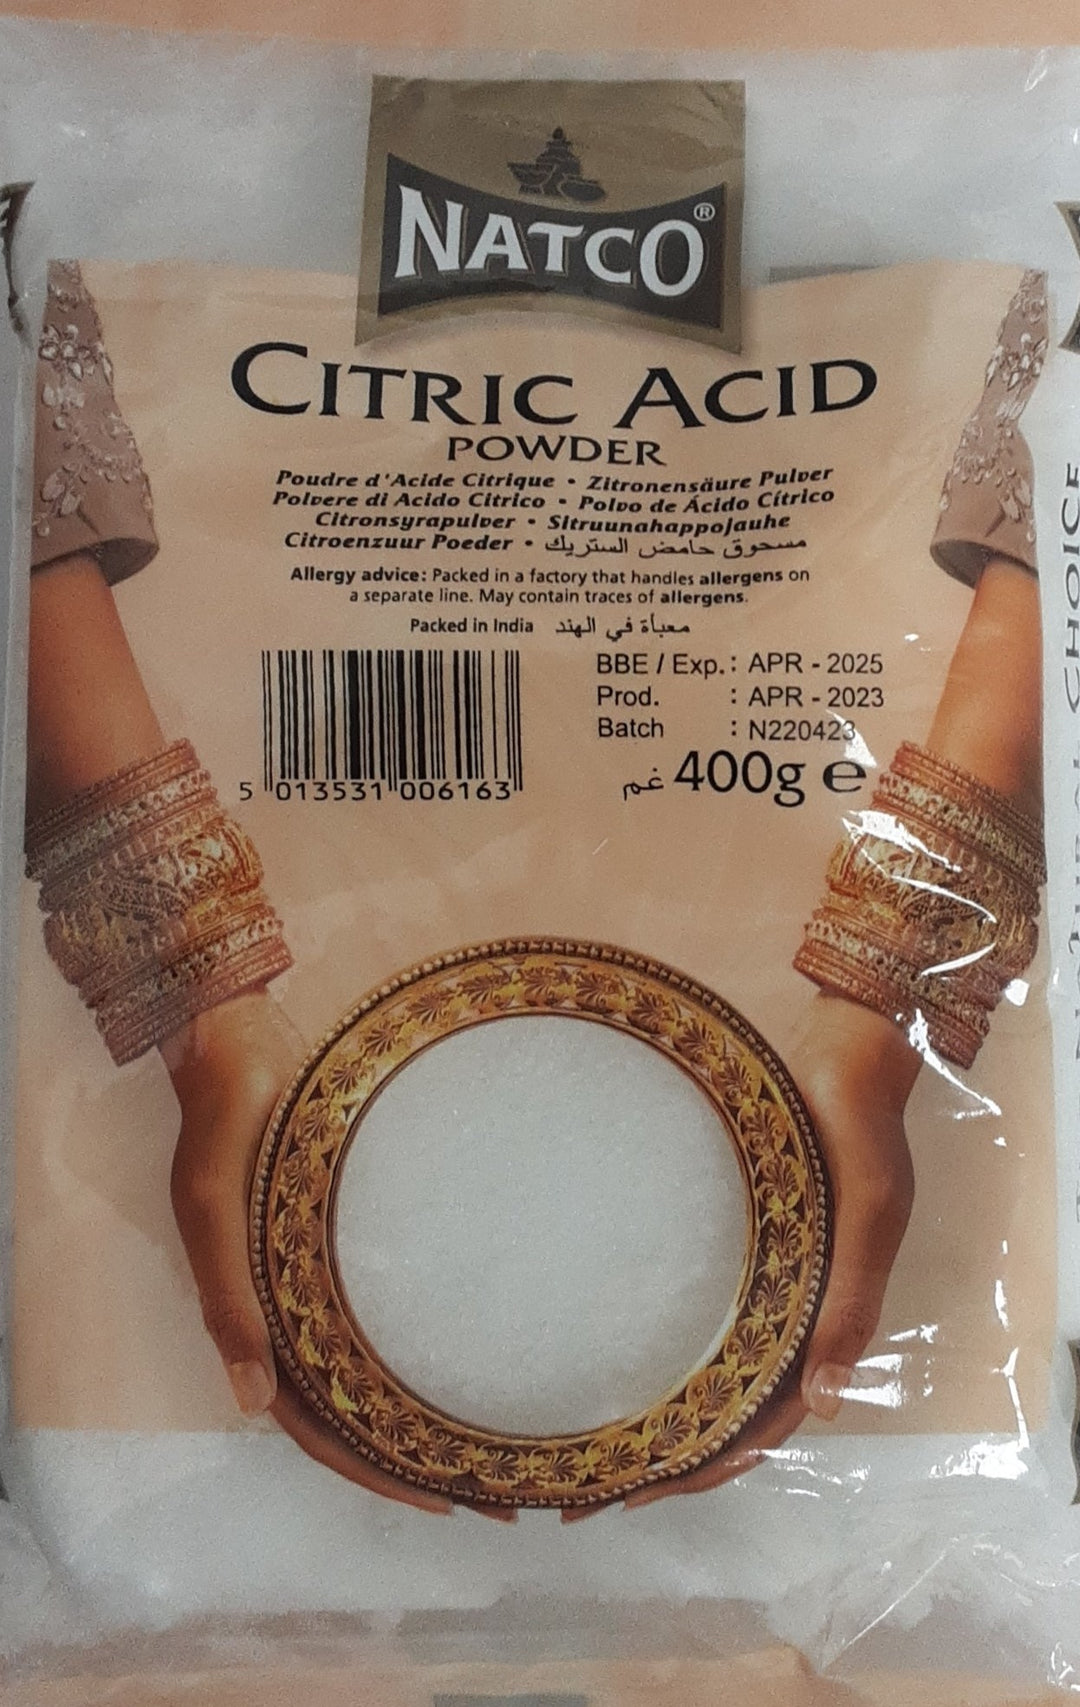 NATCO®
CITRIC ACID
POWDER
Poudre d'Acide Citrique • Zitronensäure Pulver
Polvere di Acido Citrico • Polvo de Ácido Cítrico
Citronsyrapulver • Sitruunahappojauhe
Citroenzuur Poeder • مسحوق حامض الستريك
Allergy advice: Packed in a factory that handles allergens on
a separate line. May contain traces of allergens.
Packed in India معبأة في الهند
BBE / Exp. : APR - 2025
Prod. : APR - 2023
Batch : N220423
400g e غم
5 013531 006163
CHOICE